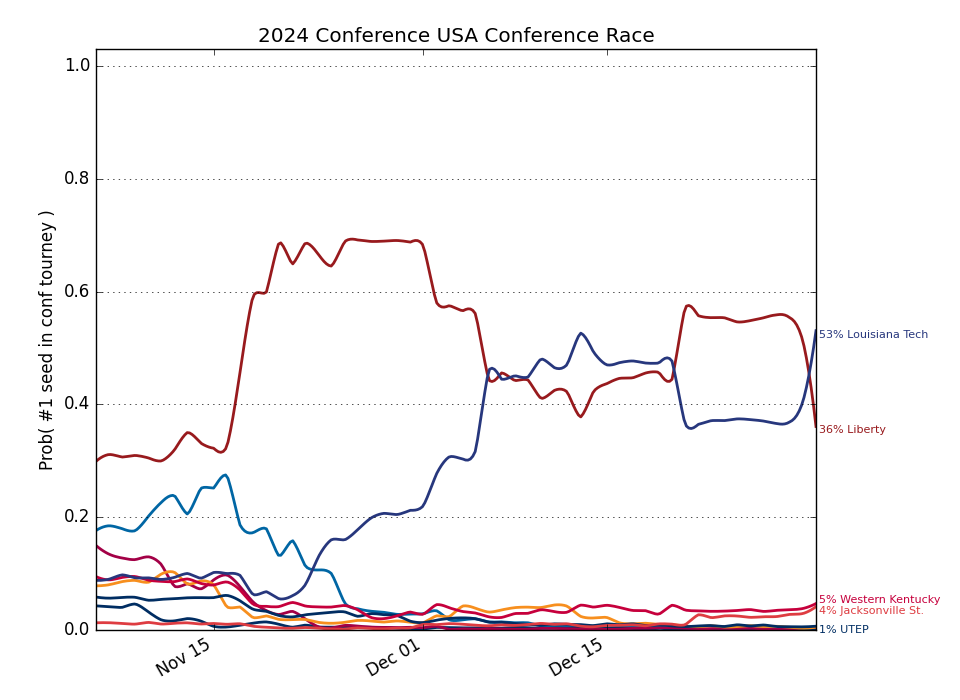 2024 Conference USA Conference Race
Prob( #1 seed in conf tourney )
1.0
0.8
0.6
0.4
0.2
0.0
Nov 15
Dec 01
Dec 15
53% Louisiana Tech
36% Liberty
5% Western Kentucky
4% Jacksonville St.
1% UTEP